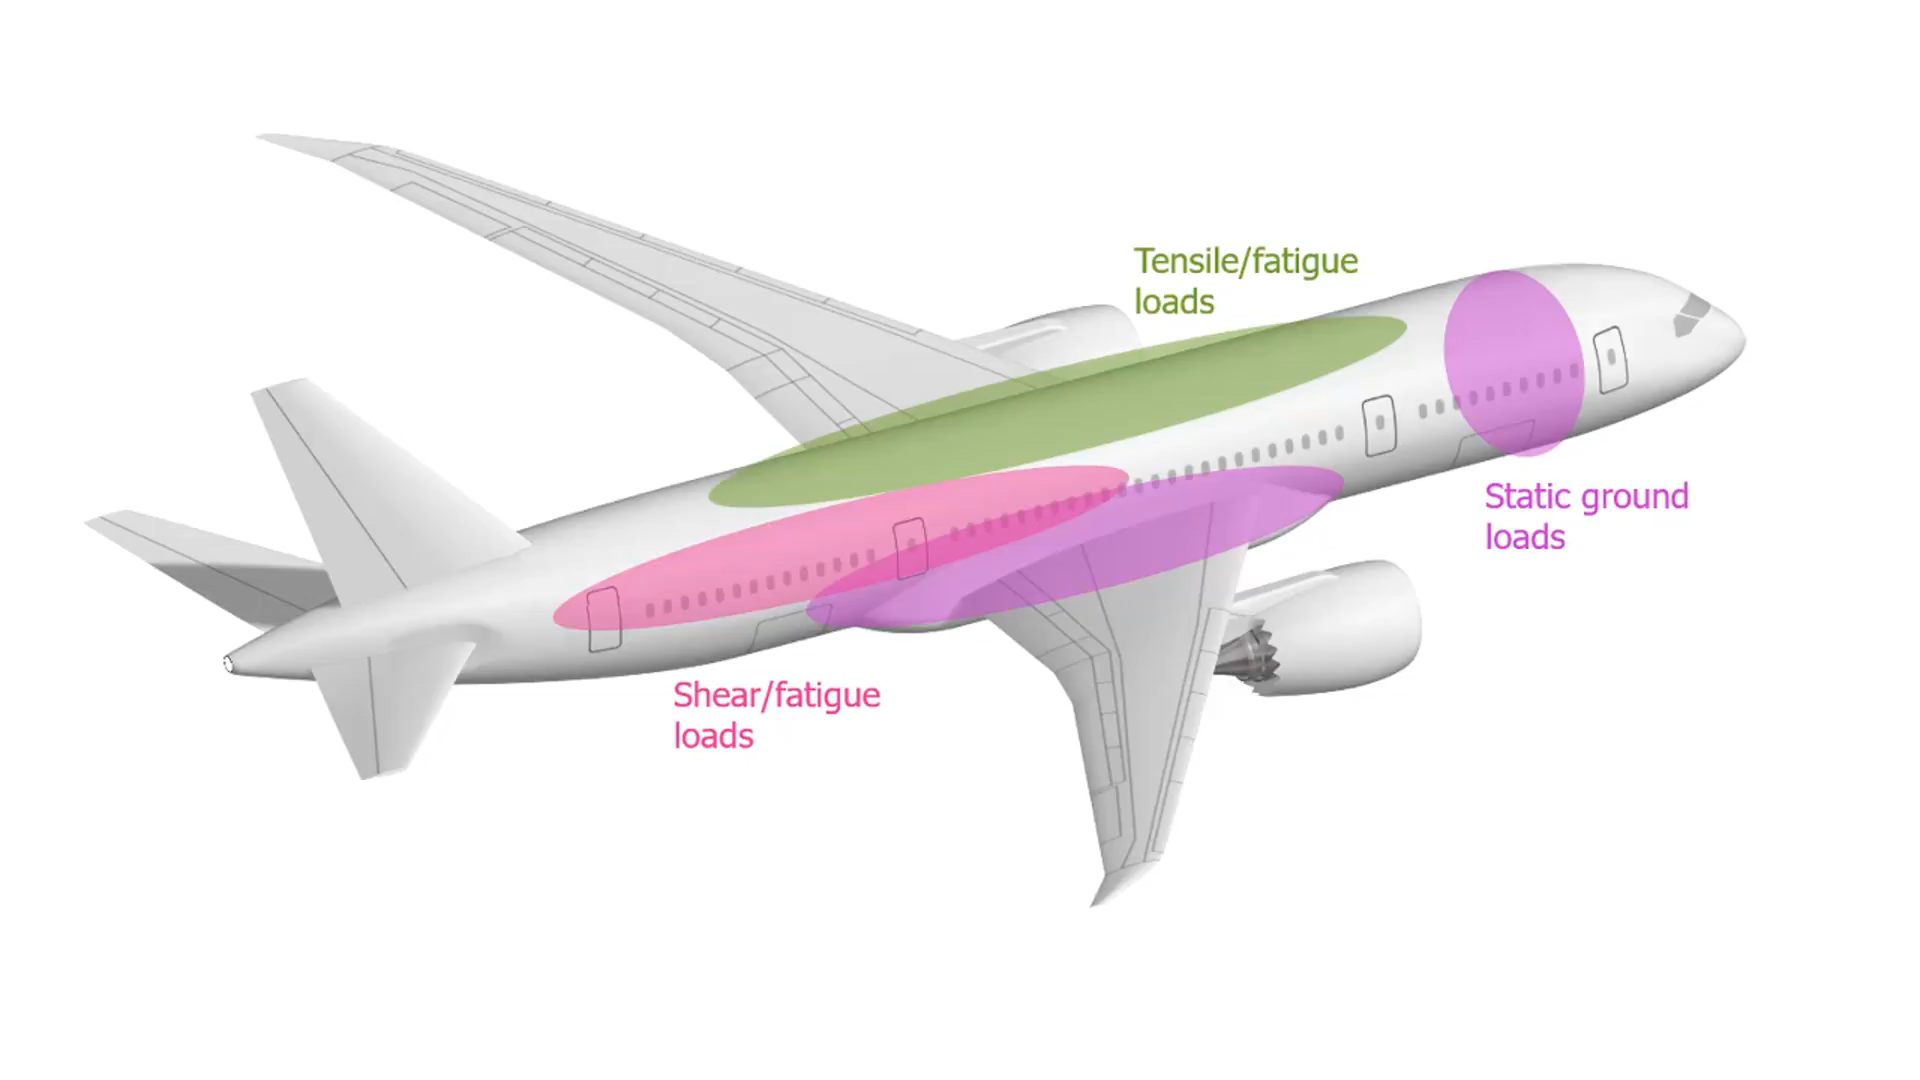 Tensile/fatigue
loads
Static ground
loads
Shear/fatigue
loads